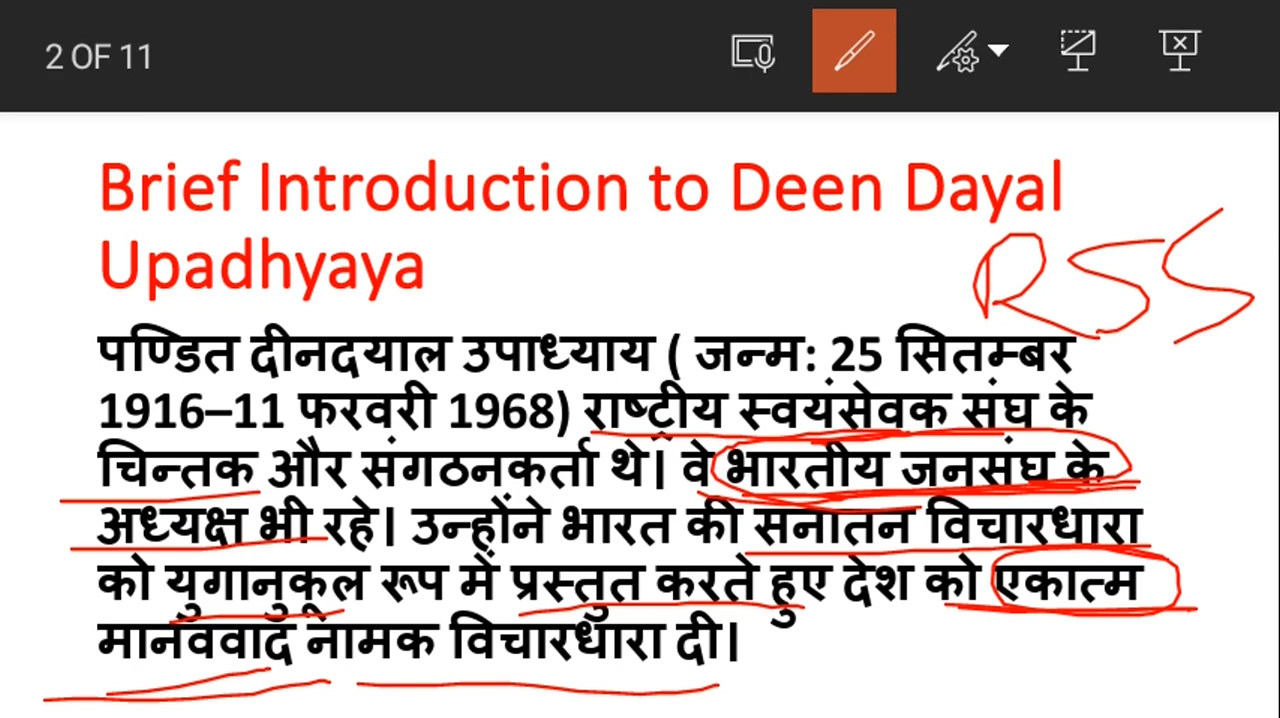 2 OF 11
Brief Introduction to Deen Dayal
Upadhyaya
RSS
पण्डित दीनदयाल उपाध्याय ( जन्म: 25 सितम्बर
1916–11 फरवरी 1968) राष्ट्रीय स्वयंसेवक संघ के
चिन्तक और संगठनकर्ता थे। वे भारतीय जनसंघ के
अध्यक्ष भी रहे। उन्होंने भारत की सनातन विचारधारा
को युगानुकूल रूप में प्रस्तुत करते हुए देश को एकात्म
मानववाद नामक विचारधारा दी।